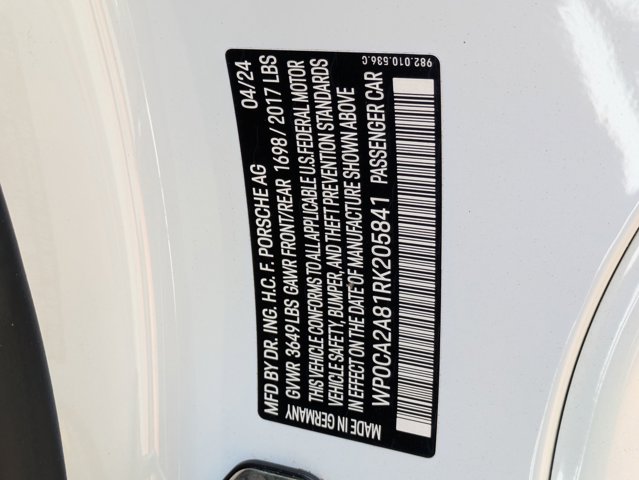 MFD BY DR. ING. H.C. F. PORSCHE AG 04/24
GVWR 3649LBS GAWR FRONT/REAR 1698/2017 LBS
THIS VEHICLE CONFORMS TO ALL APPLICABLE U.S. FEDERAL MOTOR
VEHICLE SAFETY, BUMPER, AND THEFT PREVENTION STANDARDS
IN EFFECT ON THE DATE OF MANUFACTURE SHOWN ABOVE
WP0CA2A81RK205841 PASSENGER CAR
MADE IN GERMANY
982.010.536.C